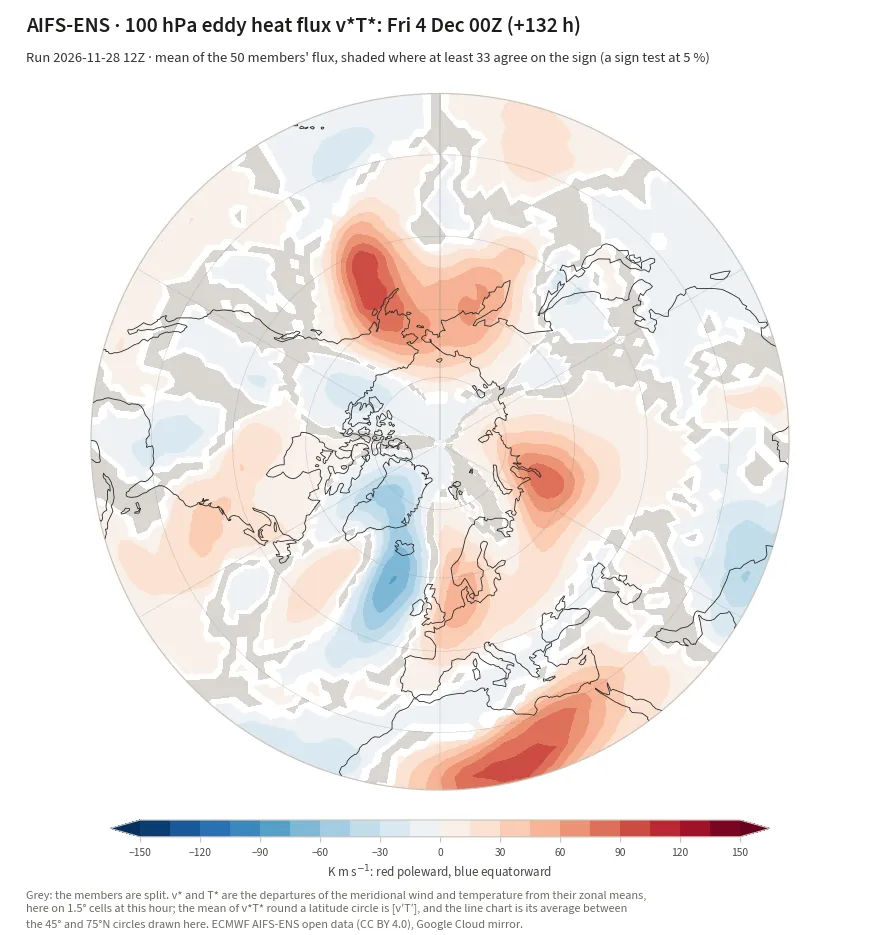 AIFS-ENS · 100 hPa eddy heat flux v*T*: Fri 4 Dec 00Z (+132 h)
Run 2026-11-28 12Z · mean of the 50 members' flux, shaded where at least 33 agree on the sign (a sign test at 5 %)
−150 −120 −90 −60 −30 0 30 60 90 120 150
K m s⁻¹: red poleward, blue equatorward
Grey: the members are split. v* and T* are the departures of the meridional wind and temperature from their zonal means,
here on 1.5° cells at this hour; the mean of v*T* round a latitude circle is [v′T′], and the line chart is its average between
the 45° and 75°N circles drawn here. ECMWF AIFS-ENS open data (CC BY 4.0), Google Cloud mirror.